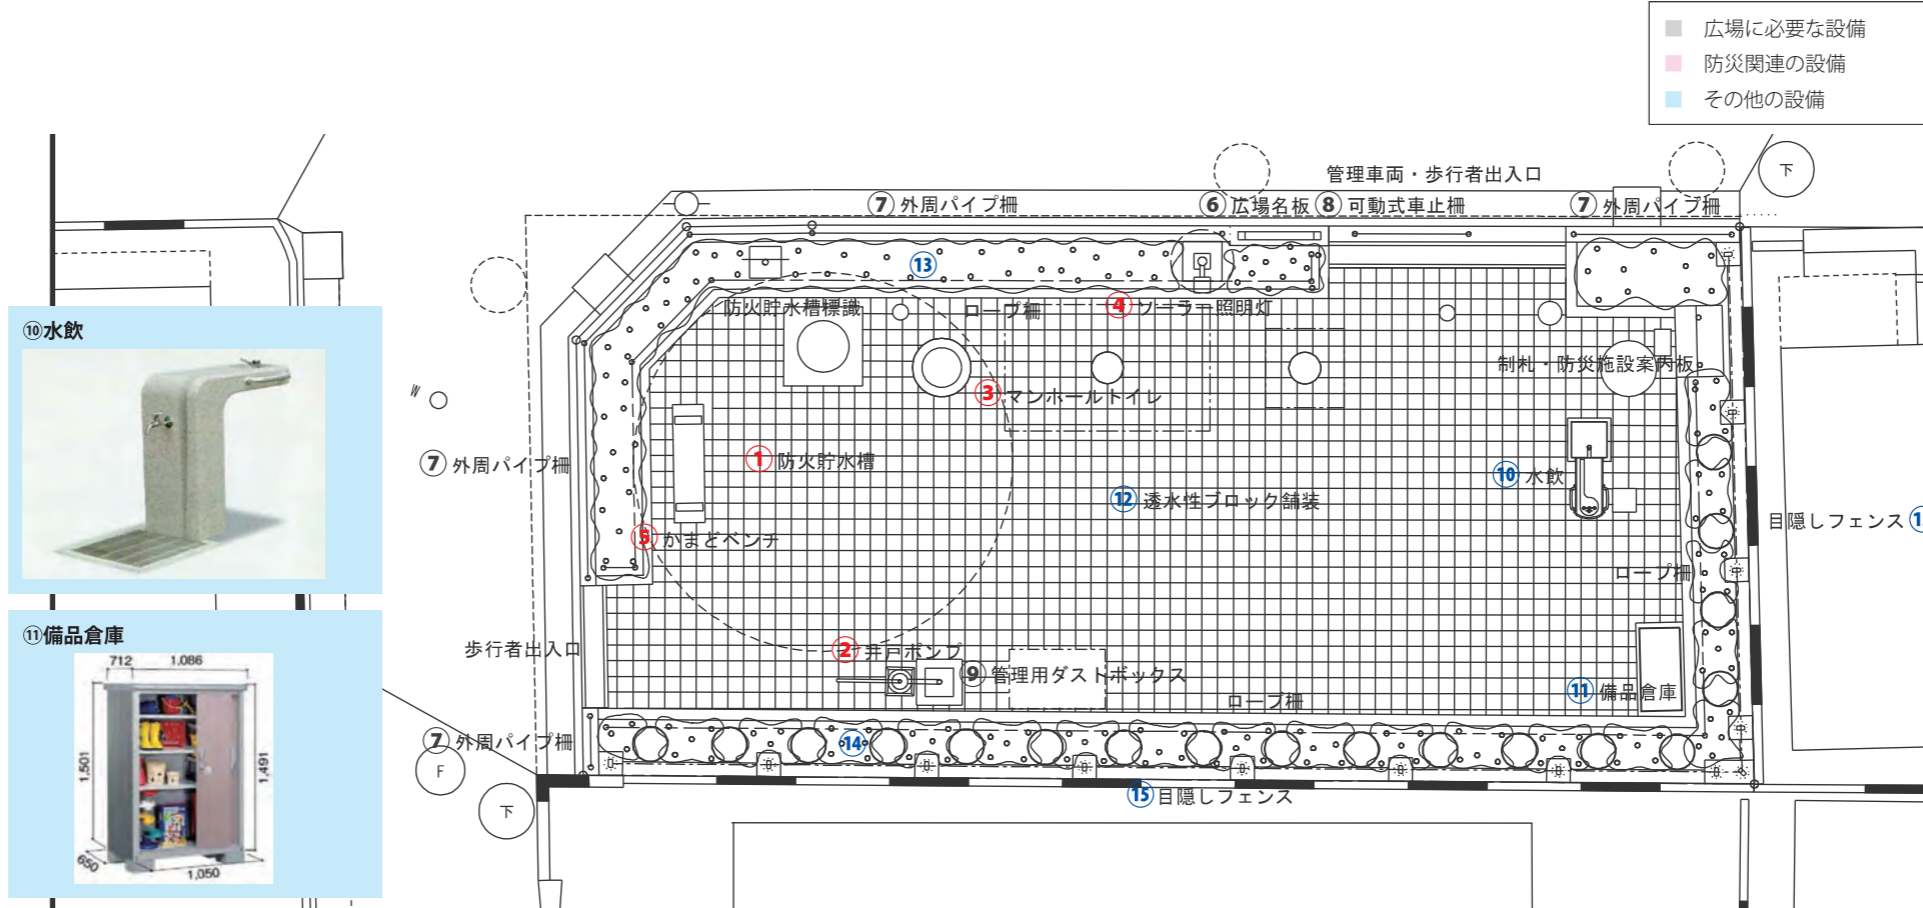 広場に必要な設備
防災関連の設備
その他の設備
下
管理車両・歩行者出入口
⑦ 外周パイプ柵
⑥ 広場名板
⑧ 可動式車止柵
⑦ 外周パイプ柵
⑬
防火貯水槽標識
ロープ柵
④ ソーラー照明灯
制札・防災施設案内板
③ マンホールトイレ
⑦ 外周パイプ柵
① 防火貯水槽
⑫ 透水性ブロック舗装
⑩ 水飲
目隠しフェンス
⑤ かまどベンチ
ロープ柵
歩行者出入口
② 井戸ポンプ
⑨ 管理用ダストボックス
ロープ柵
⑪ 備品倉庫
⑦ 外周パイプ柵
⑭
F
下
⑮ 目隠しフェンス
⑩水飲
⑪備品倉庫
712
1,086
1,501
1,491
650
1,050